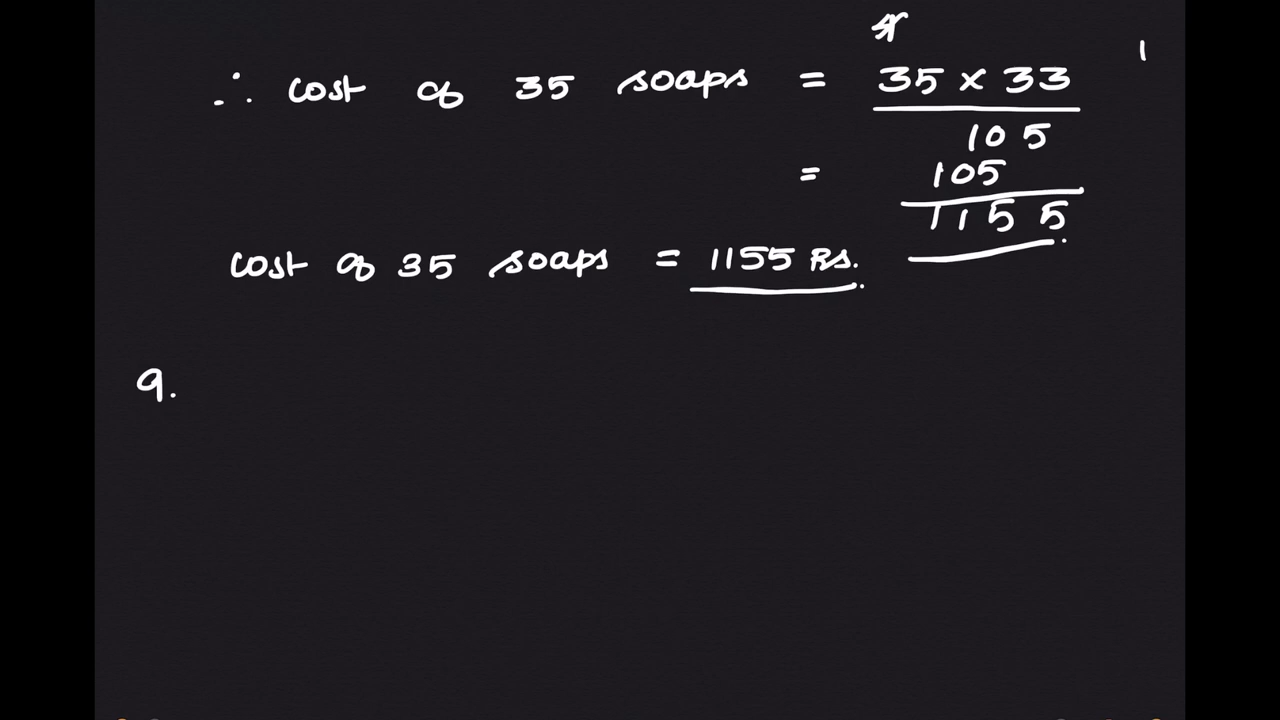 ∴ cost of 35 soaps = 35 x 33
105
= 105
1155
cost of 35 soaps = 1155 Rs.
9.